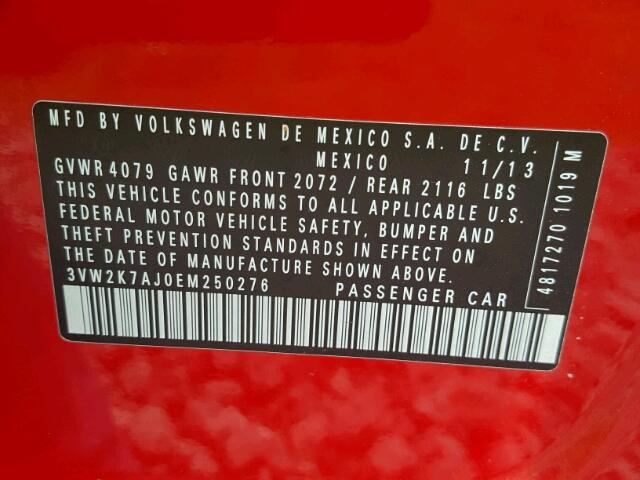 MFD BY VOLKSWAGEN DE MEXICO S.A. DE C.V.
MEXICO 11/13
GVWR 4079 GAWR FRONT 2072 / REAR 2116 LBS
THIS VEHICLE CONFORMS TO ALL APPLICABLE U.S.
FEDERAL MOTOR VEHICLE SAFETY, BUMPER AND
THEFT PREVENTION STANDARDS IN EFFECT ON
THE DATE OF MANUFACTURE SHOWN ABOVE.
3VW2K7AJ0EM250276 PASSENGER CAR
4817270 1019 M